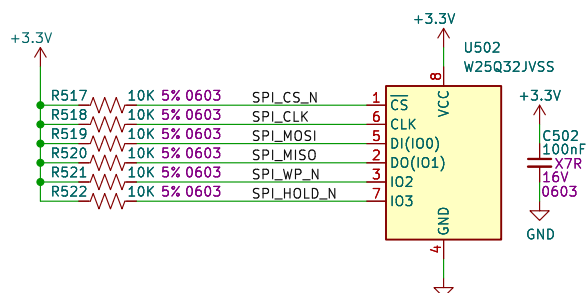 +3.3V
+3.3V
U502
W25Q32JVSS
8
VCC
+3.3V
R517 10K 5% 0603 SPI_CS_N 1 CS
R518 10K 5% 0603 SPI_CLK 6 CLK
R519 10K 5% 0603 SPI_MOSI 5 DI(IO0)
R520 10K 5% 0603 SPI_MISO 2 DO(IO1)
R521 10K 5% 0603 SPI_WP_N 3 IO2
R522 10K 5% 0603 SPI_HOLD_N 7 IO3
C502
100nF
X7R
16V
0603
GND
GND
4